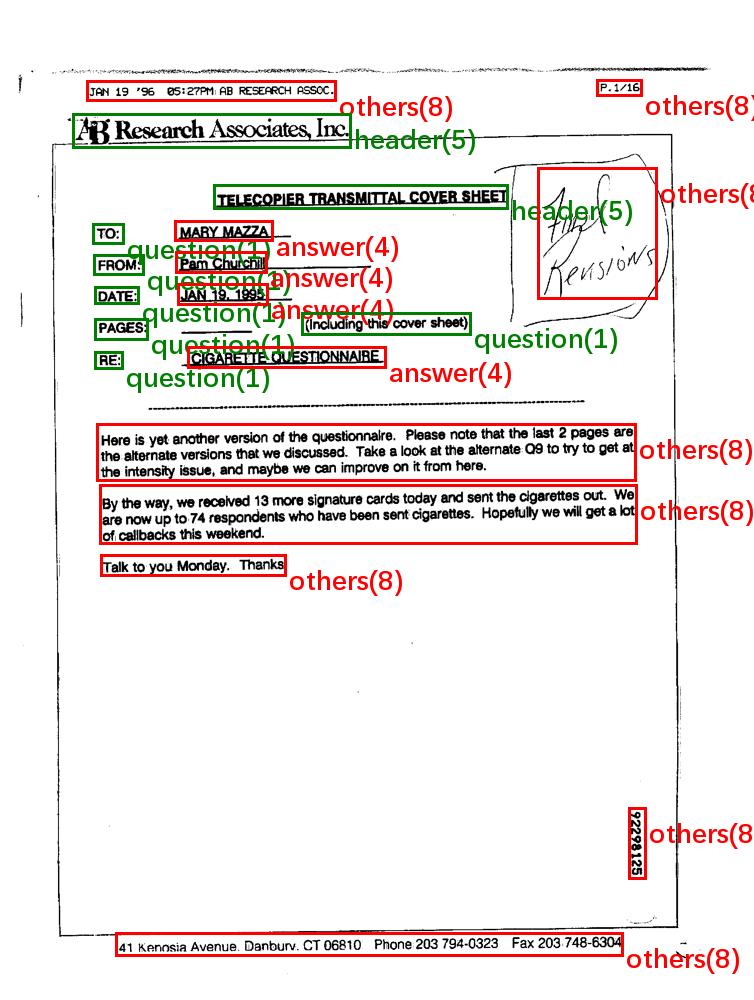 JAN 19 '96 05:27PM AB RESEARCH ASSOC. P.1/16
others(8) others(8)
AB Research Associates, Inc. header(5)
TELECOPIER TRANSMITTAL COVER SHEET header(5)
Final Revisions others(8
TO: MARY MAZZA
question(1) answer(4)
FROM: Pam Churchill
question(1) answer(4)
DATE: JAN 19, 1995
question(1) answer(4)
PAGES: (Including this cover sheet)
question(1) question(1)
RE: CIGARETTE QUESTIONNAIRE
question(1) answer(4)
Here is yet another version of the questionnaire. Please note that the last 2 pages are
the alternate versions that we discussed. Take a look at the alternate Q9 to try to get at others(8)
the intensity issue, and maybe we can improve on it from here.
By the way, we received 13 more signature cards today and sent the cigarettes out. We
are now up to 74 respondents who have been sent cigarettes. Hopefully we will get a lot others(8)
of callbacks this weekend.
Talk to you Monday. Thanks
others(8)
92298125 others(8
41 Kenosia Avenue, Danbury, CT 06810 Phone 203 794-0323 Fax 203 748-6304
others(8)